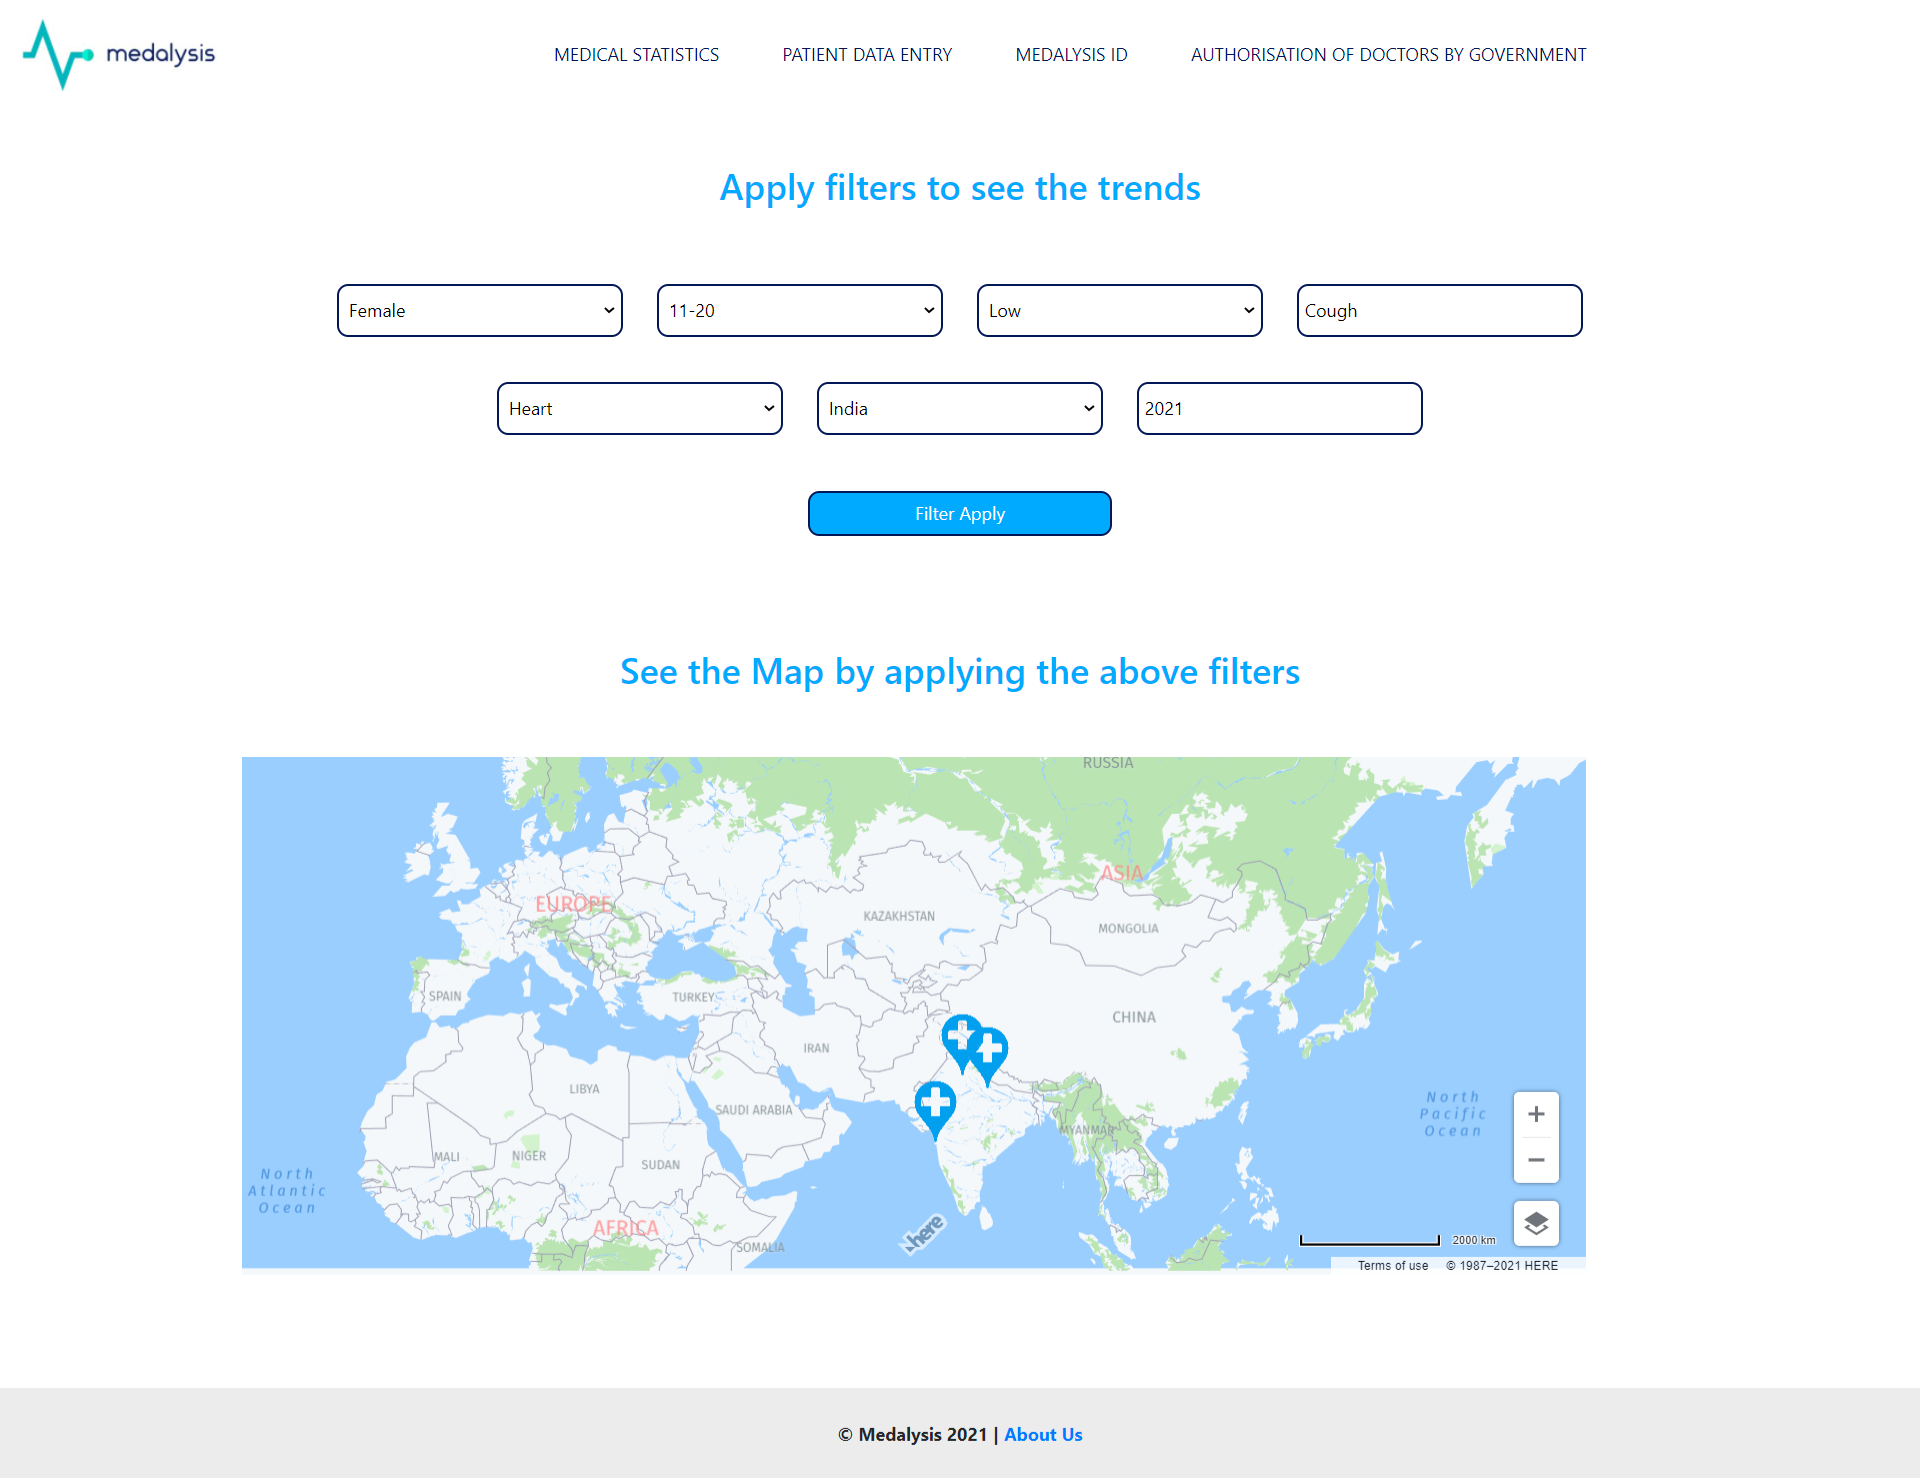 medalysis
MEDICAL STATISTICS
PATIENT DATA ENTRY
MEDALYSIS ID
AUTHORISATION OF DOCTORS BY GOVERNMENT
Apply filters to see the trends
Female
11-20
Low
Cough
Heart
India
2021
Filter Apply
See the Map by applying the above filters
RUSSIA
ASIA
EUROPE
KAZAKHSTAN
MONGOLIA
SPAIN
TURKEY
CHINA
IRAN
LIBYA
SAUDI ARABIA
North
Pacific
Ocean
MYANMAR
MALI
NIGER
SUDAN
North
Atlantic
Ocean
AFRICA
SOMALIA
here
2000 km
Terms of use
© 1987–2021 HERE
© Medalysis 2021 | About Us